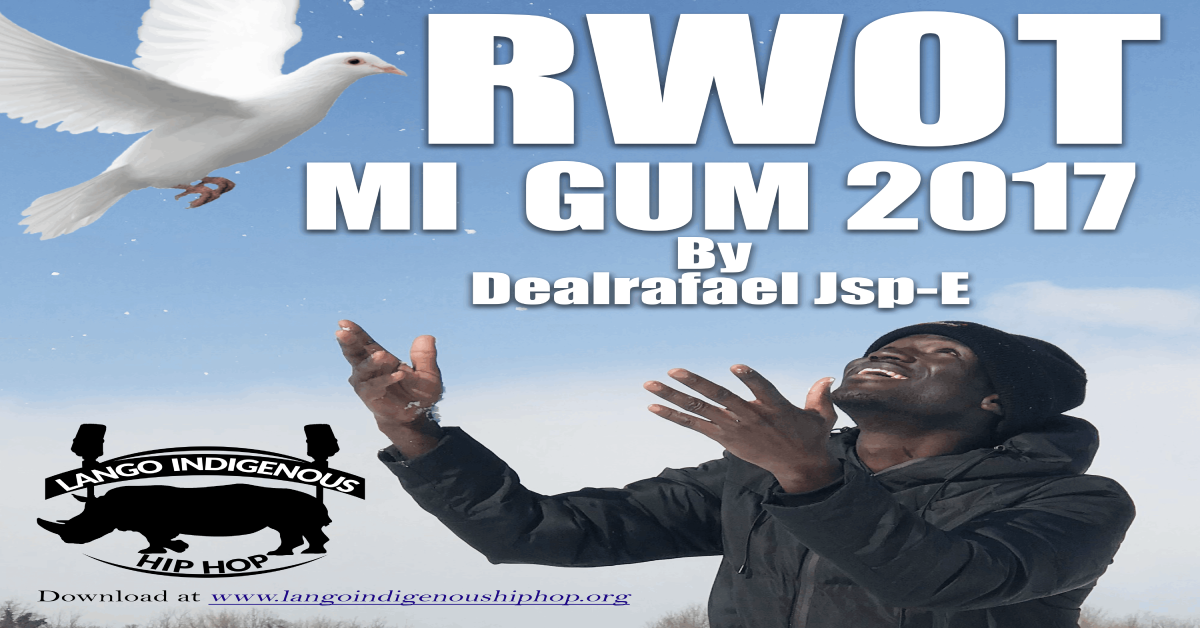 RWOT
MI GUM 2017
By
Dealrafael Jsp-E
LANGO INDIGENOUS
HIP HOP
Download at www.langoindigenoushiphop.org